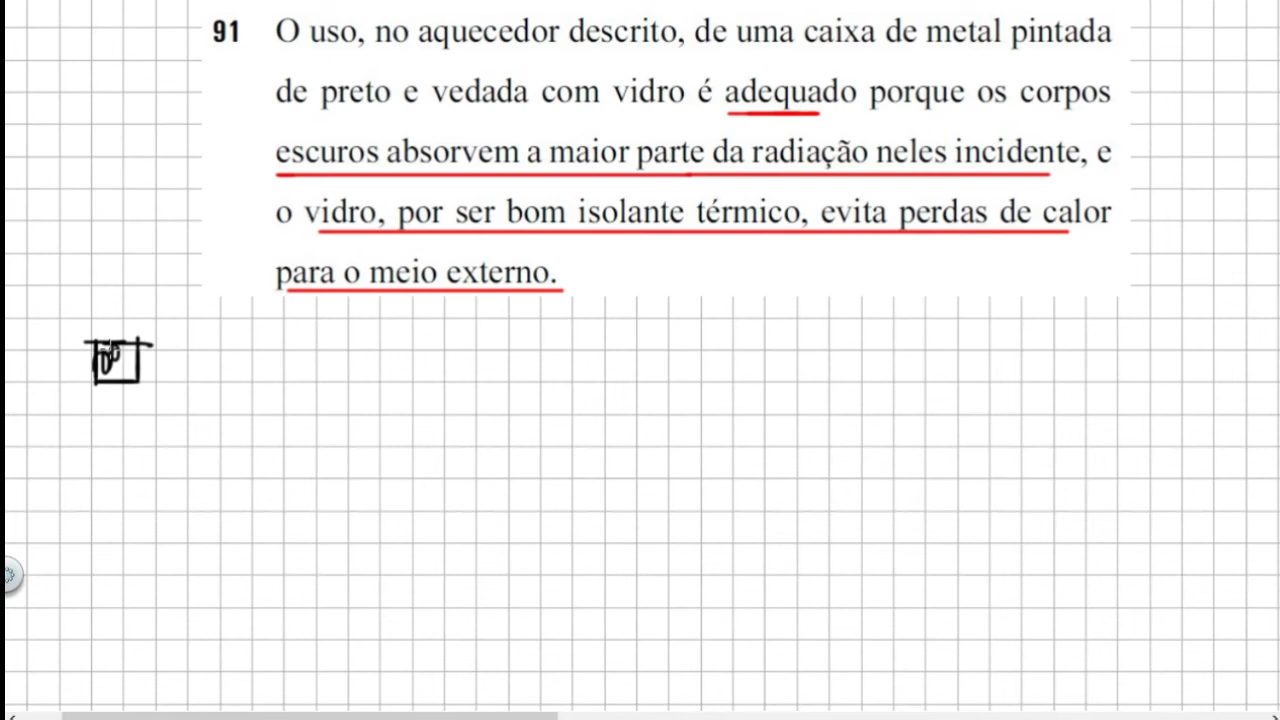 91 O uso, no aquecedor descrito, de uma caixa de metal pintada
de preto e vedada com vidro é adequado porque os corpos
escuros absorvem a maior parte da radiação neles incidente, e
o vidro, por ser bom isolante térmico, evita perdas de calor
para o meio externo.